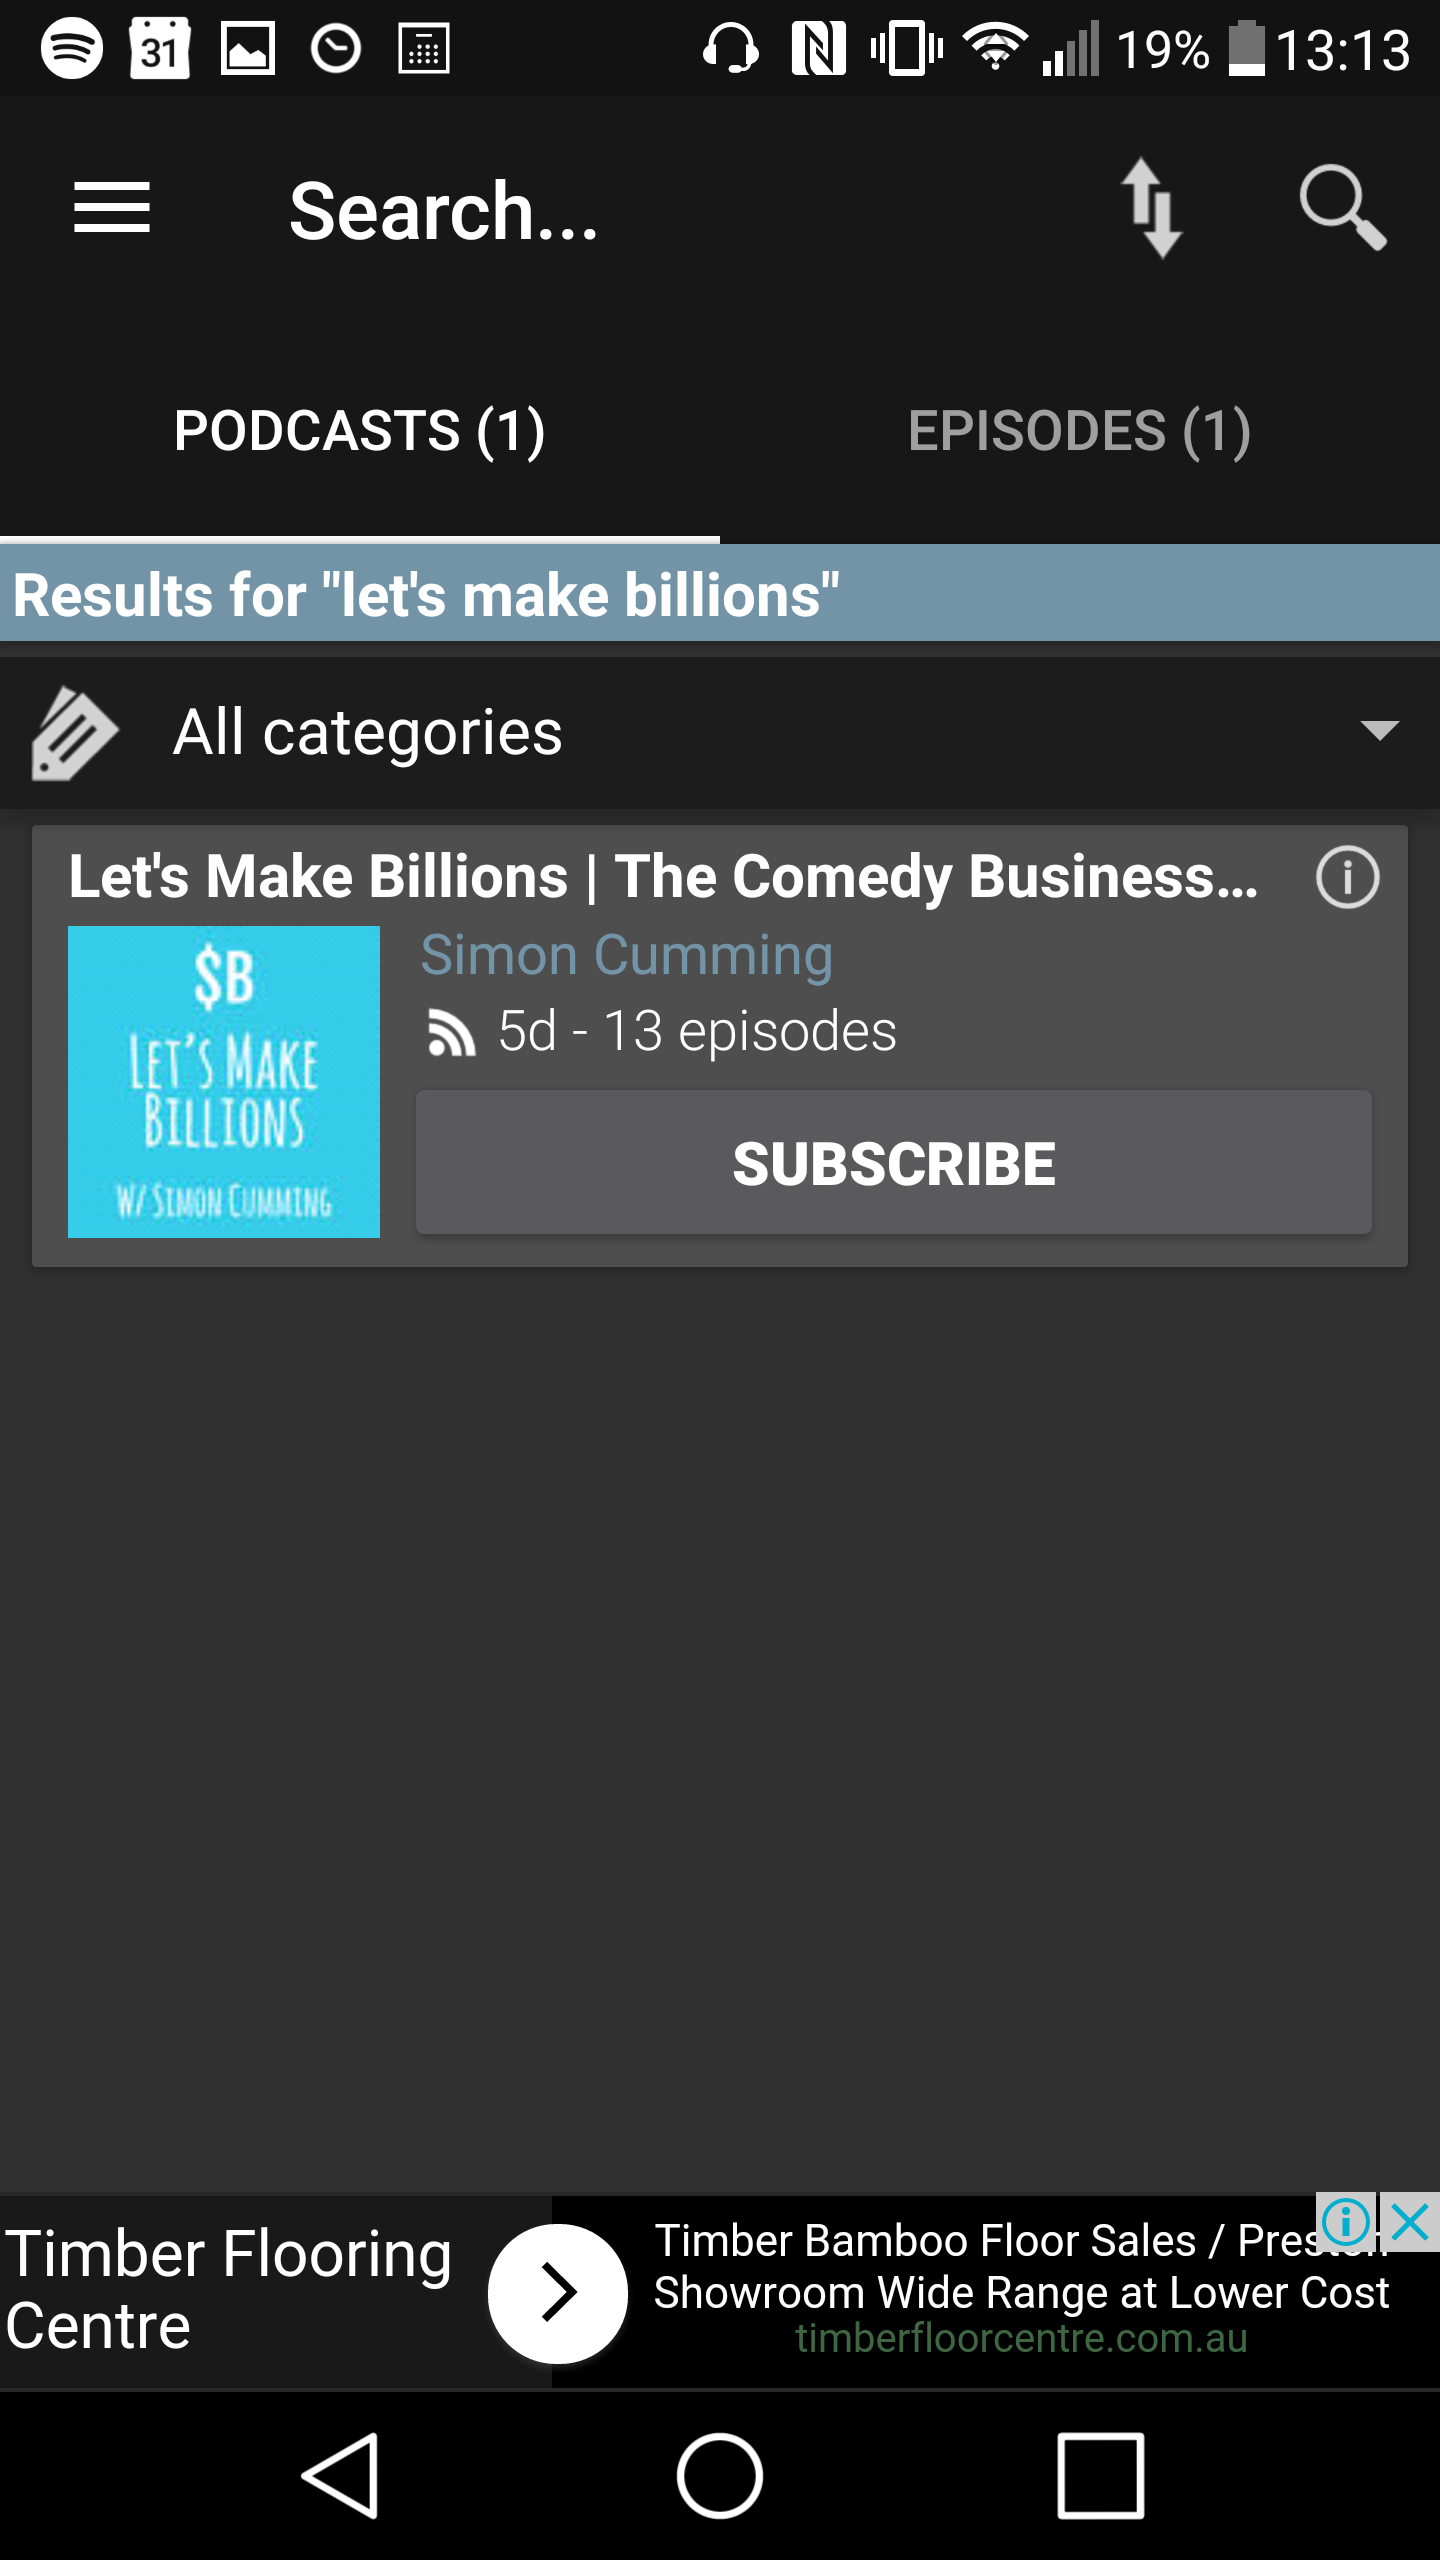 31
19%
13:13
Search...
PODCASTS (1)
EPISODES (1)
Results for "let's make billions"
All categories
Let's Make Billions | The Comedy Business...
$B
LET'S MAKE
BILLIONS
W/ SIMON CUMMING
Simon Cumming
5d - 13 episodes
SUBSCRIBE
Timber Flooring
Centre
Timber Bamboo Floor Sales / Preston
Showroom Wide Range at Lower Cost
timberfloorcentre.com.au